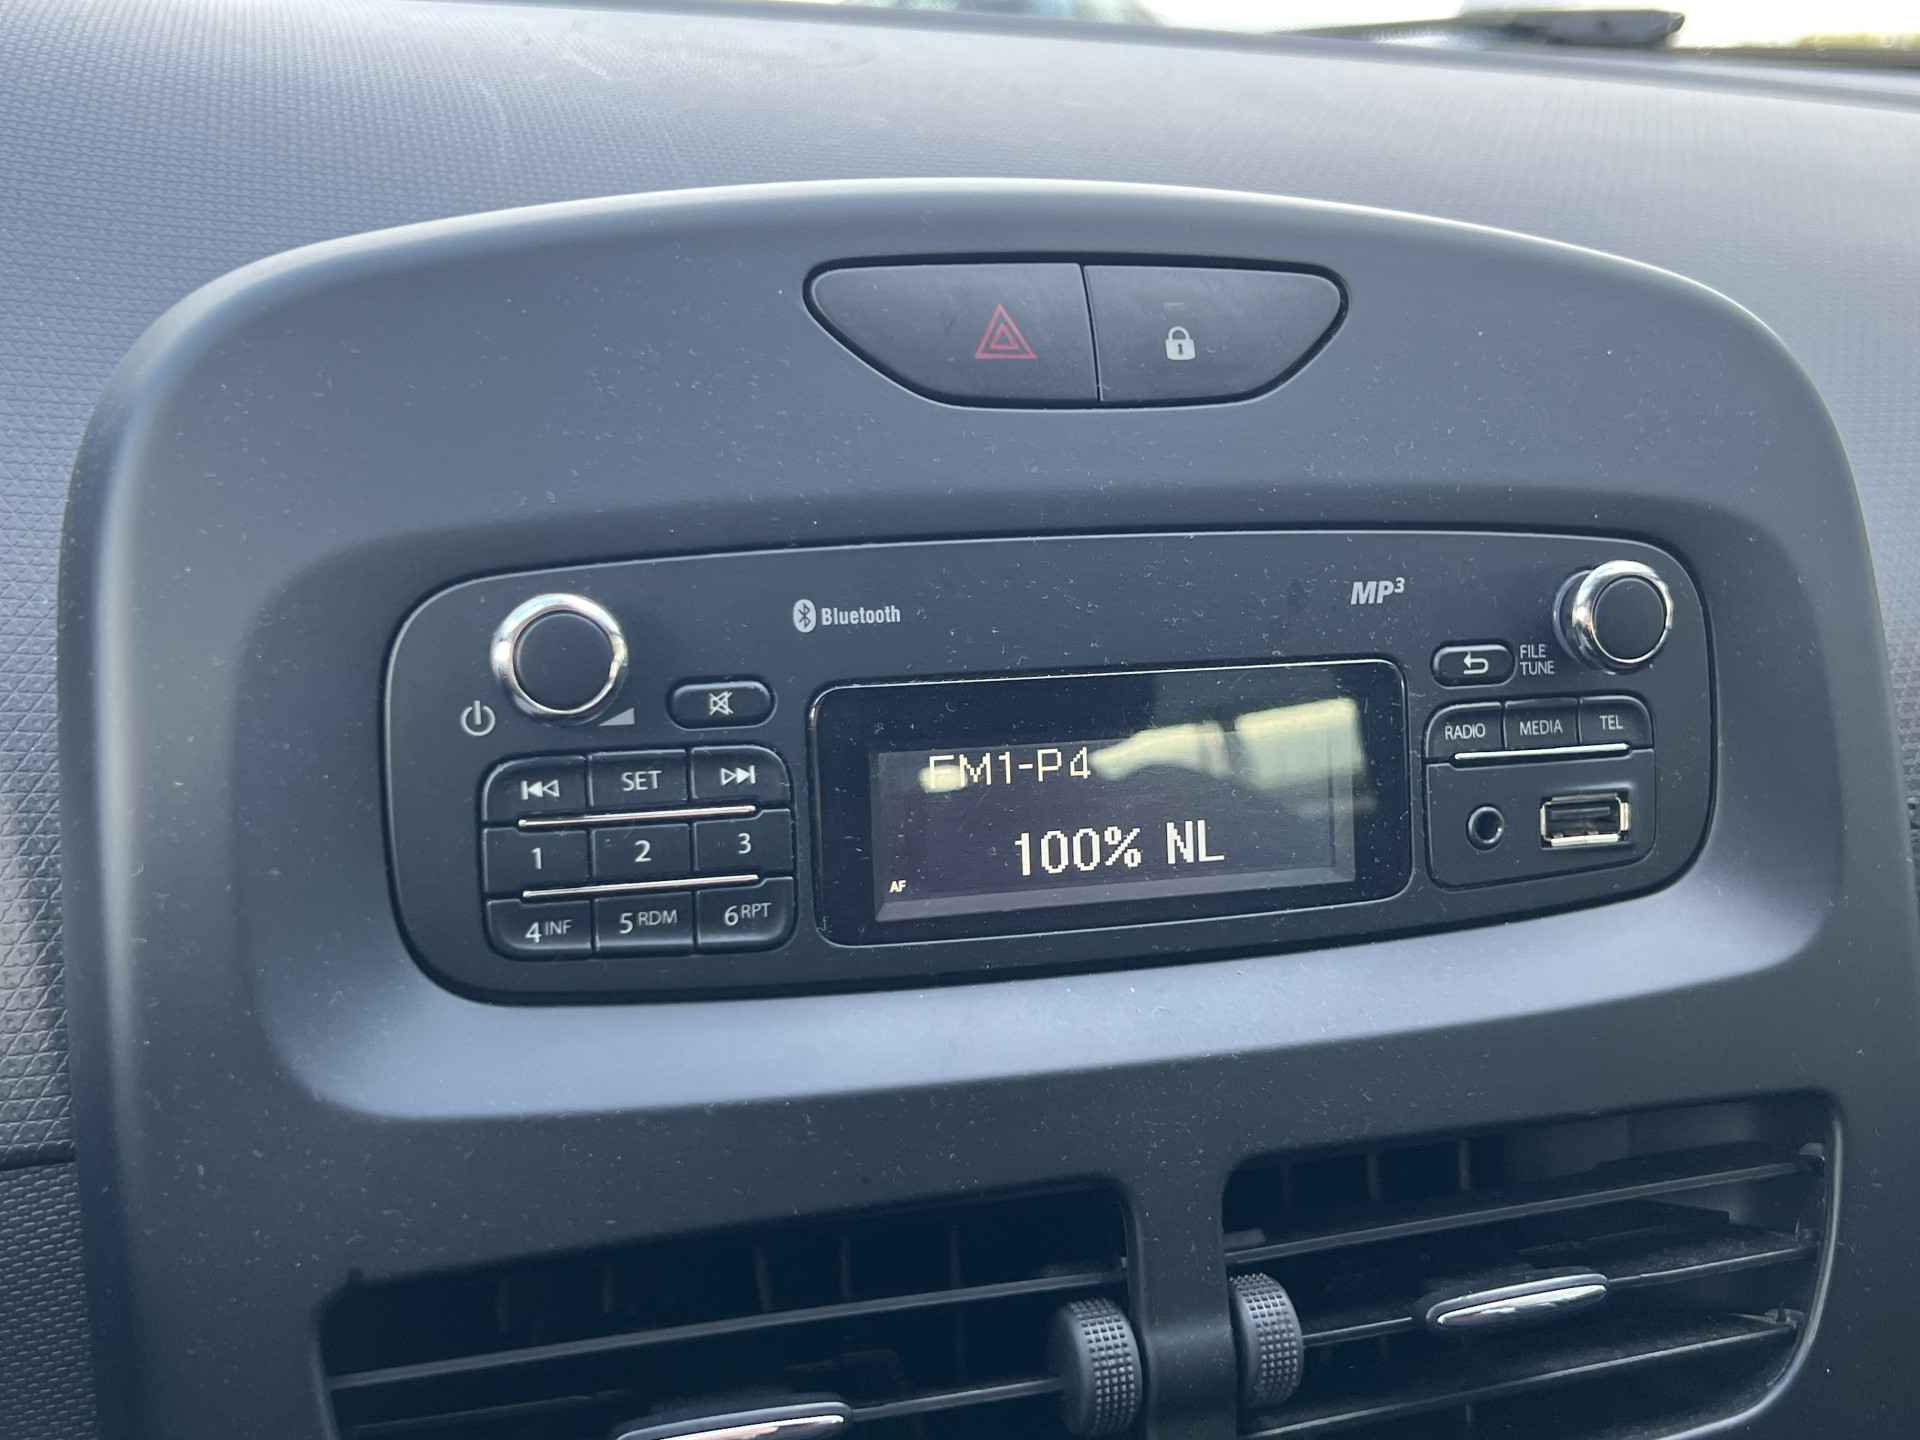 Bluetooth
MP3
FILE
TUNE
SET
RADIO MEDIA TEL
FM1-P4
1 2 3
100% NL
AF
4 INF 5 RDM 6 RPT